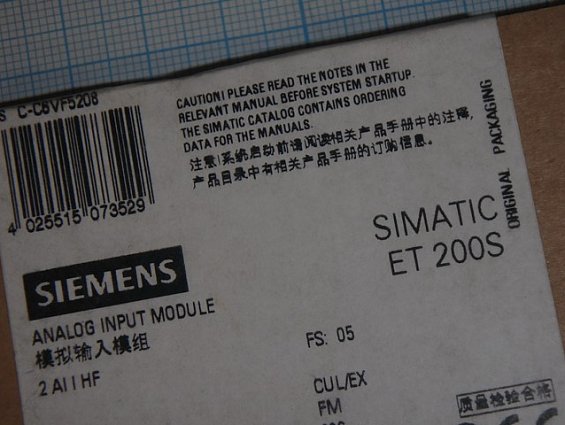 S C-C8VF5208
4 025515 073529
CAUTION! PLEASE READ THE NOTES IN THE
RELEVANT MANUAL BEFORE SYSTEM STARTUP.
THE SIMATIC CATALOG CONTAINS ORDERING
DATA FOR THE MANUALS.
注意!系统启动前请阅读相关产品手册中的注释,
产品目录中有相关产品手册的订购信息。
ORIGINAL PACKAGING
SIMATIC
ET 200S
SIEMENS
ANALOG INPUT MODULE
模拟输入模组
2 AI I HF
FS: 05
CUL/EX
FM
质量检验合格